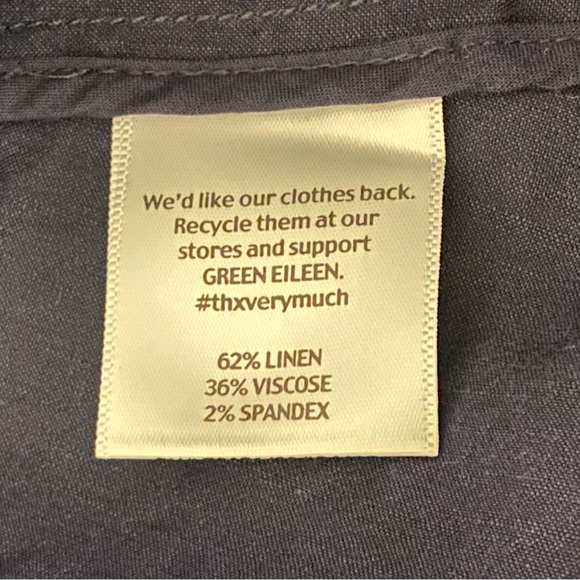 We'd like our clothes back.
Recycle them at our
stores and support
GREEN EILEEN.
#thxverymuch
62% LINEN
36% VISCOSE
2% SPANDEX